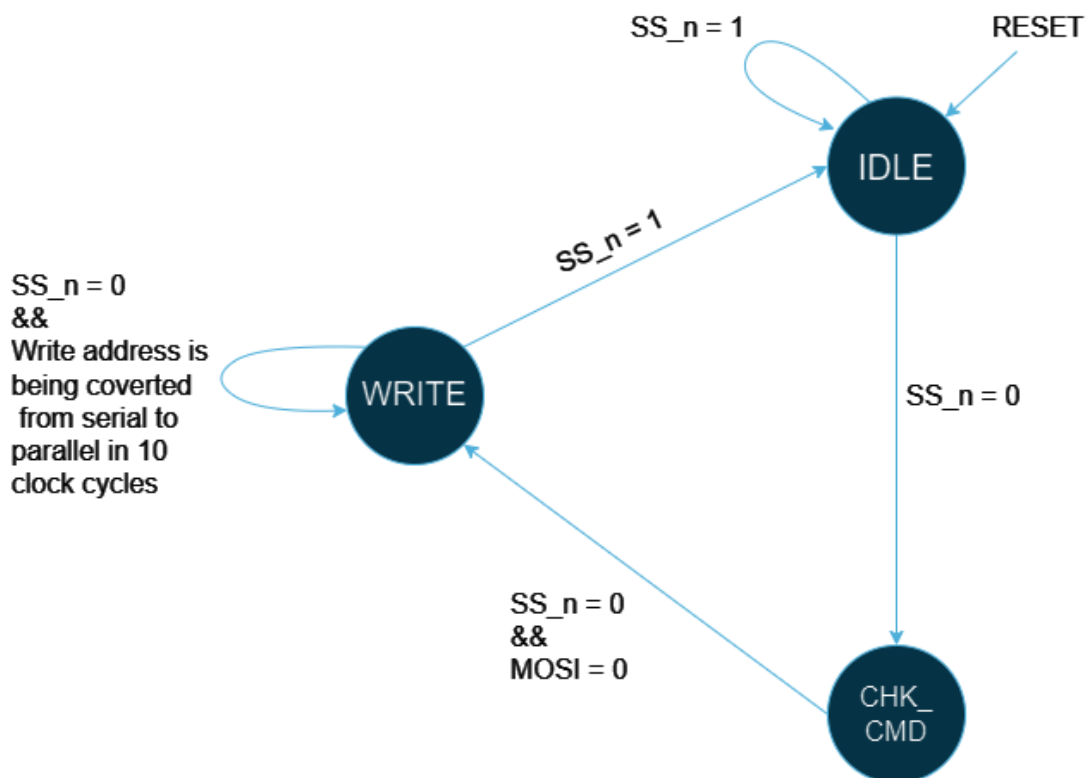 SS_n = 1
RESET
IDLE
SS_n = 1
SS_n = 0
&&
Write address is
being coverted
from serial to
parallel in 10
clock cycles
WRITE
SS_n = 0
SS_n = 0
&&
MOSI = 0
CHK_
CMD